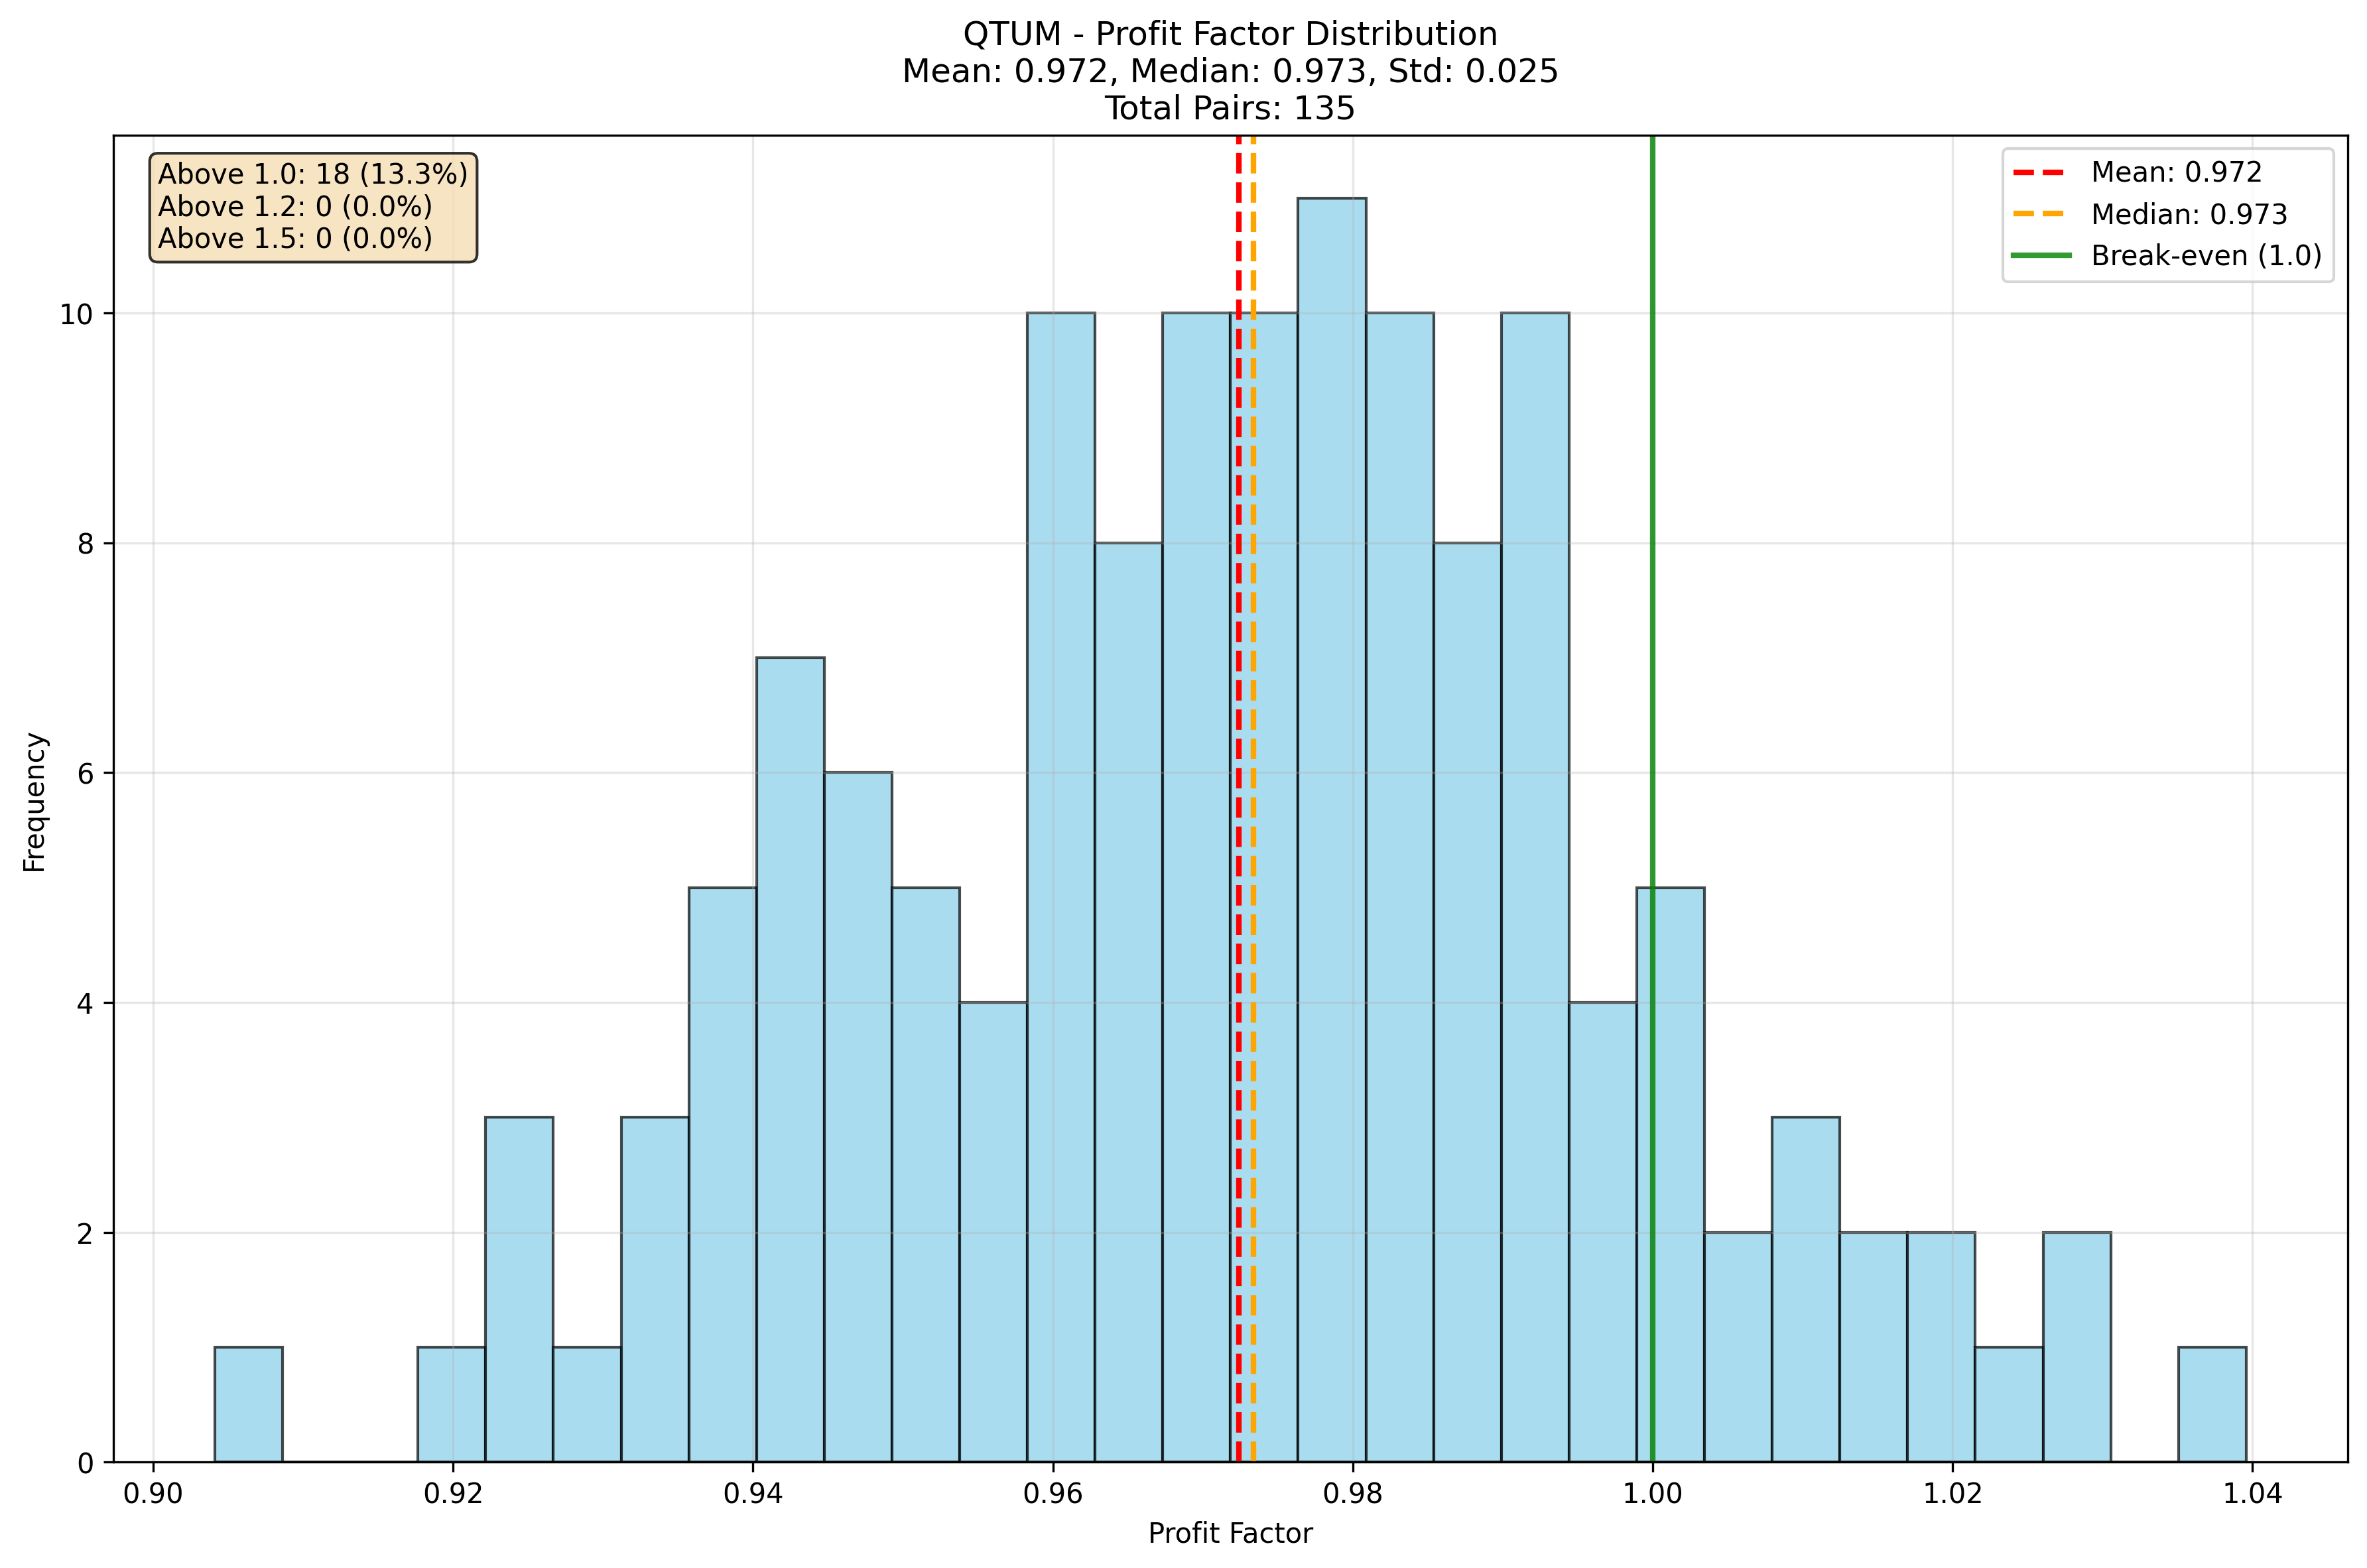 QTUM - Profit Factor Distribution
Mean: 0.972, Median: 0.973, Std: 0.025
Total Pairs: 135
Above 1.0: 18 (13.3%)
Above 1.2: 0 (0.0%)
Above 1.5: 0 (0.0%)
Mean: 0.972
Median: 0.973
Break-even (1.0)
10
8
6
4
2
0
Frequency
0.90
0.92
0.94
0.96
0.98
1.00
1.02
1.04
Profit Factor